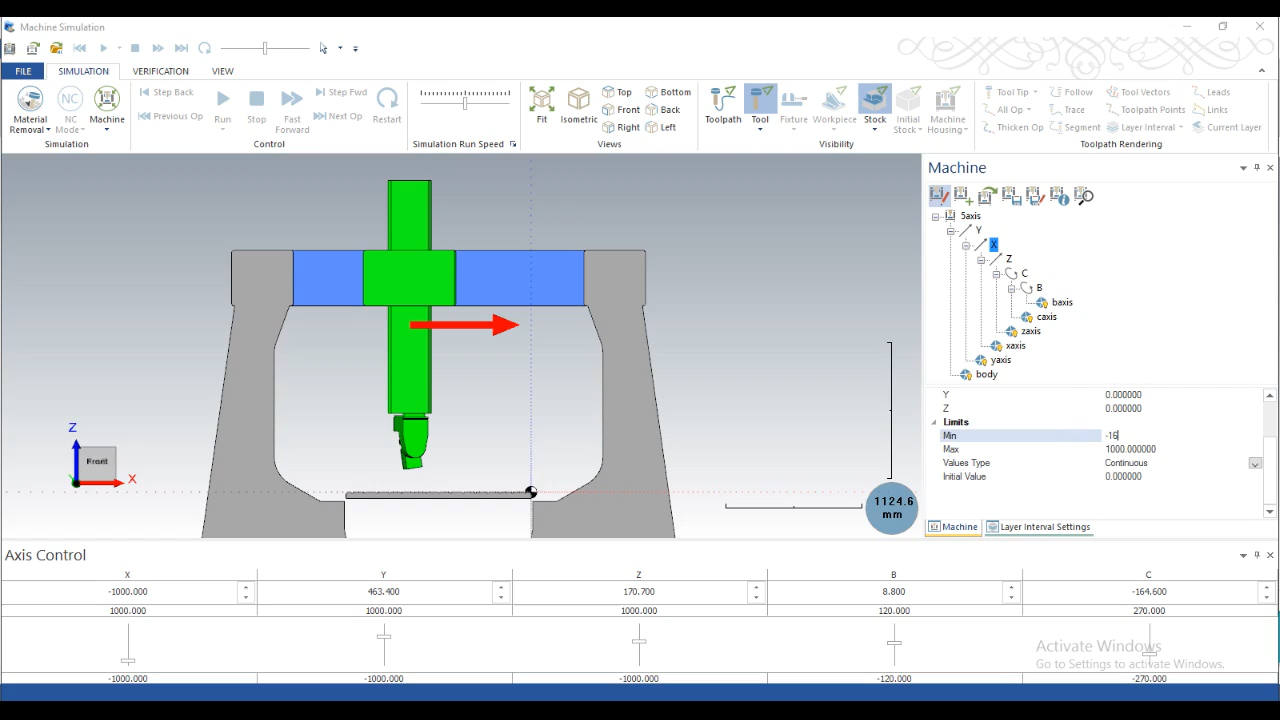 Machine Simulation
FILE SIMULATION VERIFICATION VIEW
Material Removal NC Mode Machine
Simulation
Step Back
Previous Op
Run Stop Fast Forward
Step Fwd
Next Op
Restart
Control
Simulation Run Speed
Fit Isometric
Top Bottom
Front Back
Right Left
Views
Toolpath Tool Fixture Workpiece Stock Initial Stock Machine Housing
Visibility
Tool Tip Follow Tool Vectors Leads
All Op Trace Toolpath Points Links
Thicken Op Segment Layer Interval Current Layer
Toolpath Rendering
Machine
5axis
Y
X
Z
C
B
baxis
caxis
zaxis
xaxis
yaxis
body
Y 0.000000
Z 0.000000
Limits
Min -16
Max 1000.000000
Values Type Continuous
Initial Value 0.000000
Machine Layer Interval Settings
Z
Front
X
1124.6
mm
Axis Control
X Y Z B C
-1000.000 463.400 170.700 8.800 -164.600
1000.000 1000.000 1000.000 120.000 270.000
-1000.000 -1000.000 -1000.000 -120.000 -270.000
Activate Windows
Go to Settings to activate Windows.